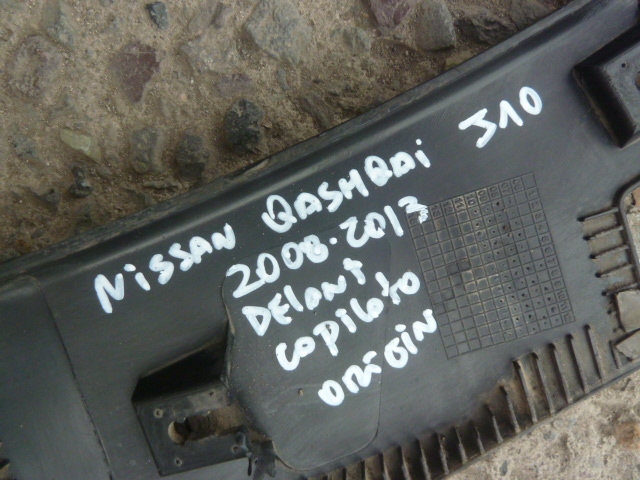 NISSAN QASHQAI J10
2008-2013
DELANT
COPILOTO
ORIGIN